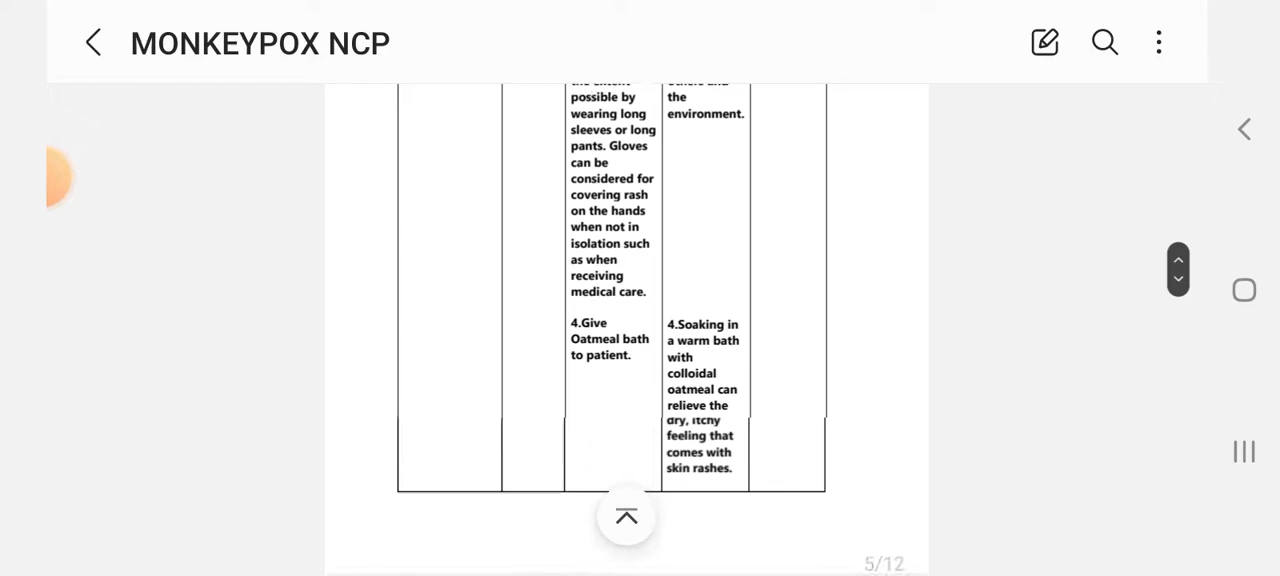 MONKEYPOX NCP
possible by
wearing long
sleeves or long
pants. Gloves
can be
considered for
covering rash
on the hands
when not in
isolation such
as when
receiving
medical care.
4.Give
Oatmeal bath
to patient.
the
environment.
4.Soaking in
a warm bath
with
colloidal
oatmeal can
relieve the
dry, itchy
feeling that
comes with
skin rashes.
5/12